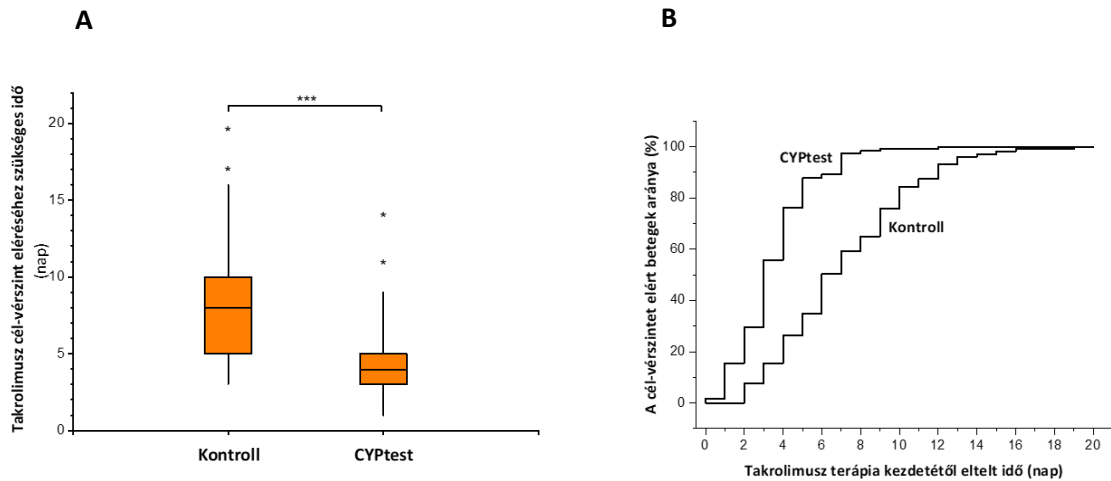 A
Takrolimusz cél-vérszint eléréséhez szükséges idő
(nap)
20
15
10
5
0
***
*
*
*
*
Kontroll
CYPtest
B
A cél-vérszintet elért betegek aránya (%)
100
80
60
40
20
0
CYPtest
Kontroll
0 2 4 6 8 10 12 14 16 18 20
Takrolimusz terápia kezdetétől eltelt idő (nap)